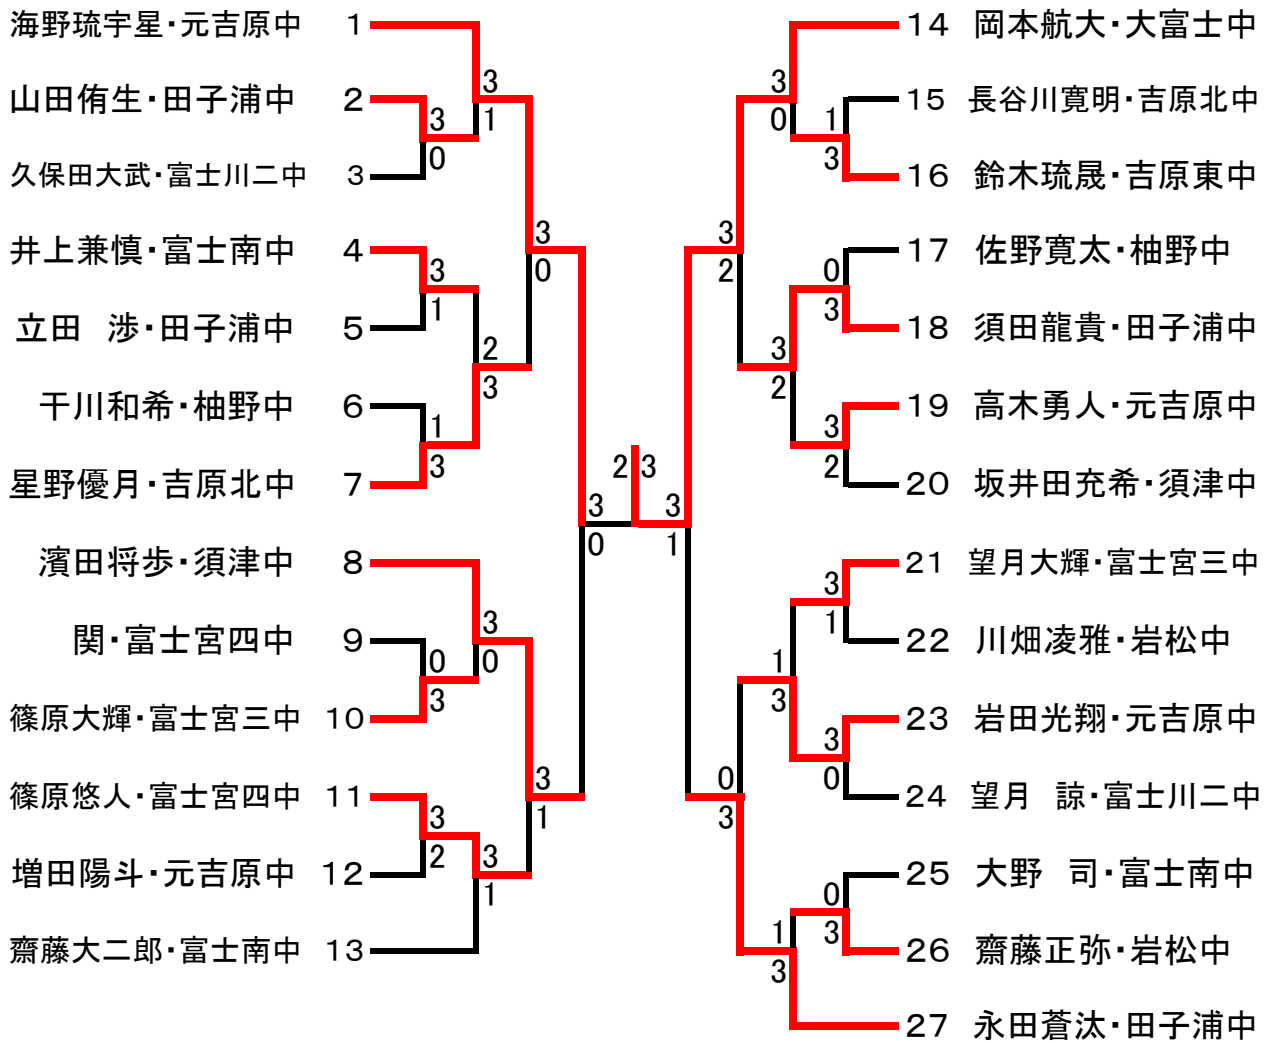 海野琉宇星・元吉原中 1
山田侑生・田子浦中 2
久保田大武・富士川二中 3
井上兼慎・富士南中 4
立田 渉・田子浦中 5
干川和希・柚野中 6
星野優月・吉原北中 7
濱田将歩・須津中 8
関・富士宮四中 9
篠原大輝・富士宮三中 10
篠原悠人・富士宮四中 11
増田陽斗・元吉原中 12
齋藤大二郎・富士南中 13
3
1
3
0
3
0
3
1
2
3
1
3
3
0
3
0
0
3
3
1
3
2
3
1
2 3
3
1
3
0
1
3
3
2
0
3
3
2
3
2
3
1
1
3
3
0
0
3
0
3
1
3
14 岡本航大・大富士中
15 長谷川寛明・吉原北中
16 鈴木琉晟・吉原東中
17 佐野寛太・柚野中
18 須田龍貴・田子浦中
19 高木勇人・元吉原中
20 坂井田充希・須津中
21 望月大輝・富士宮三中
22 川畑凌雅・岩松中
23 岩田光翔・元吉原中
24 望月 諒・富士川二中
25 大野 司・富士南中
26 齋藤正弥・岩松中
27 永田蒼汰・田子浦中